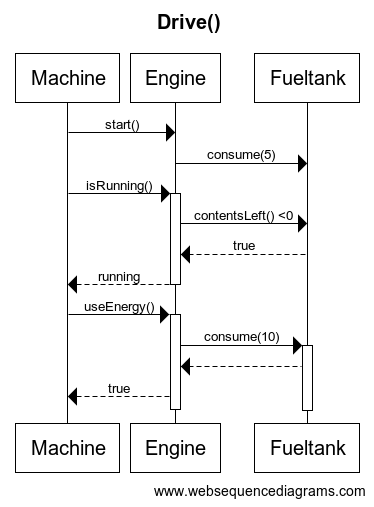 Drive()
Machine Engine Fueltank
start()
consume(5)
isRunning()
contentsLeft() <0
true
running
useEnergy()
consume(10)
true
Machine Engine Fueltank
www.websequencediagrams.com